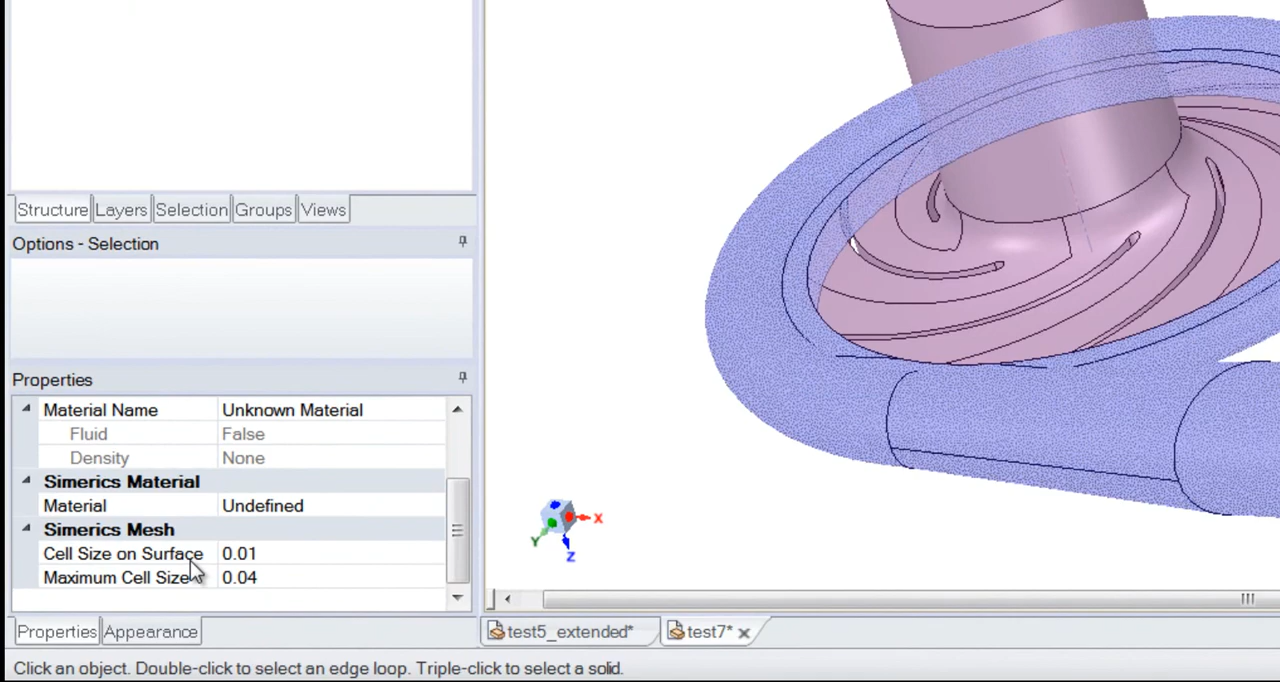 Structure Layers Selection Groups Views
Options - Selection
Properties
Material Name Unknown Material
Fluid False
Density None
Simerics Material
Material Undefined
Simerics Mesh
Cell Size on Surface 0.01
Maximum Cell Size 0.04
X
Y
Z
Properties Appearance
test5_extended* test7*
Click an object. Double-click to select an edge loop. Triple-click to select a solid.